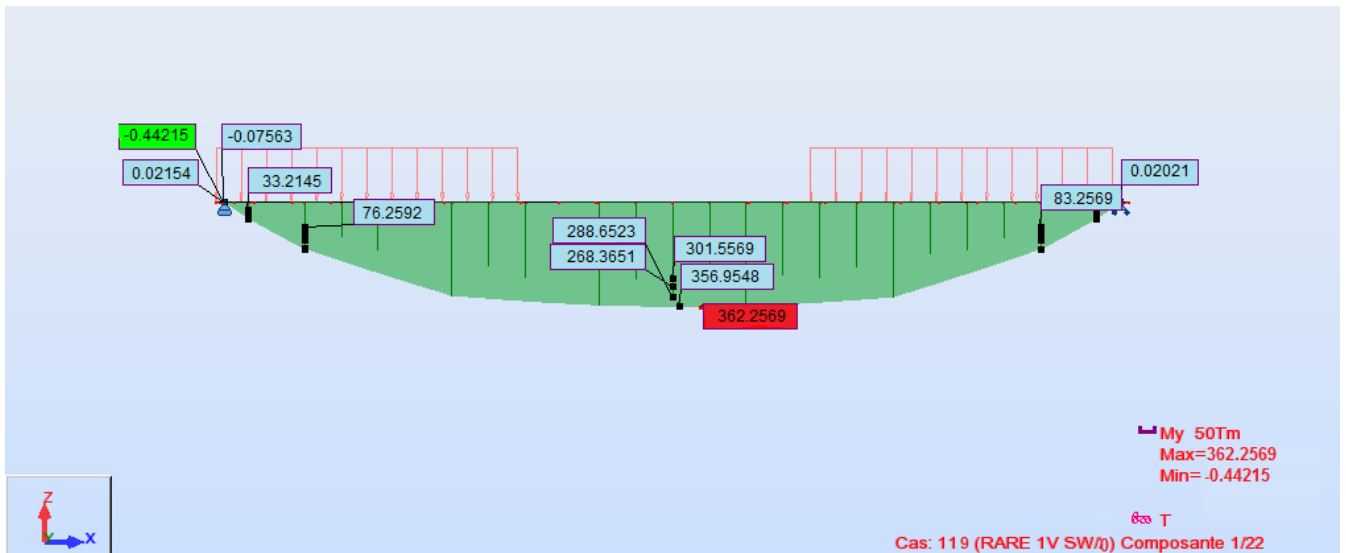 -0.44215
-0.07563
0.02154
33.2145
76.2592
288.6523
268.3651
301.5569
356.9548
362.2569
83.2569
0.02021
My 50Tm
Max=362.2569
Min= -0.44215
T
Cas: 119 (RARE 1V SW/0) Composante 1/22
Z
Y
X